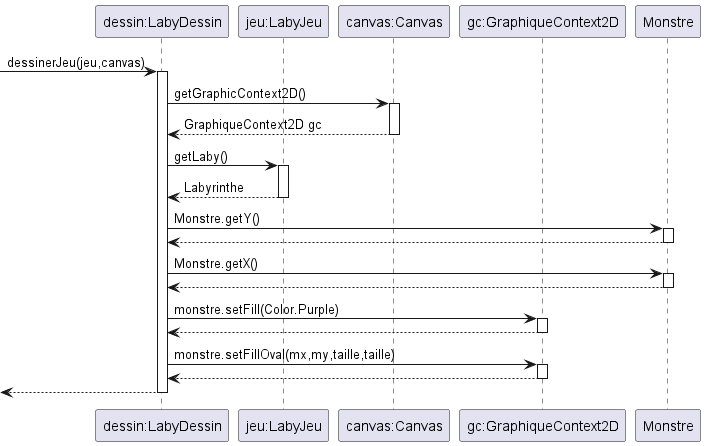 dessin:LabyDessin jeu:LabyJeu canvas:Canvas gc:GraphiqueContext2D Monstre
dessinerJeu(jeu,canvas)
getGraphicContext2D()
GraphiqueContext2D gc
getLaby()
Labyrinthe
Monstre.getY()
Monstre.getX()
monstre.setFill(Color.Purple)
monstre.setFillOval(mx,my,taille,taille)
dessin:LabyDessin jeu:LabyJeu canvas:Canvas gc:GraphiqueContext2D Monstre